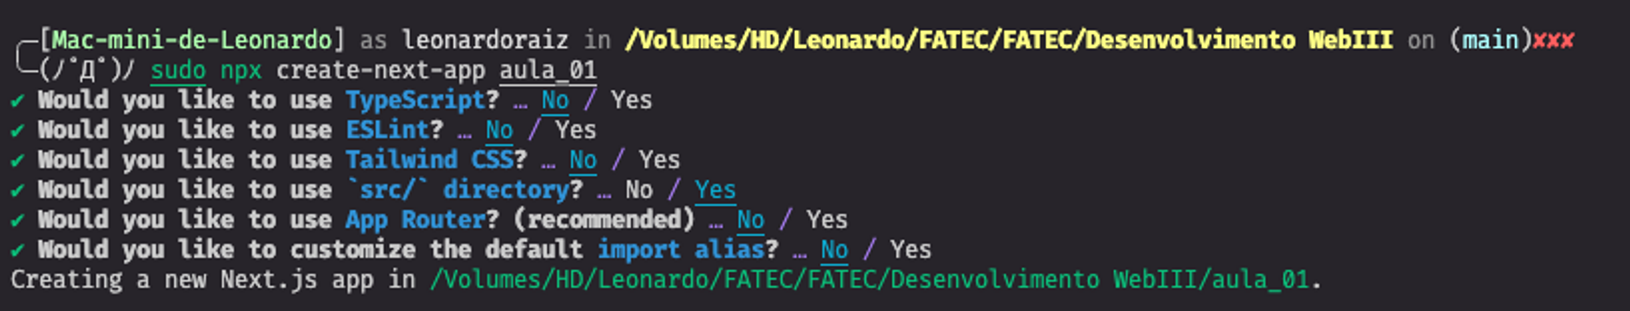 ╭─[Mac-mini-de-Leonardo] as leonardoraiz in /Volumes/HD/Leonardo/FATEC/FATEC/Desenvolvimento WebIII on (main)✘✘✘
╰─(ﾉ˚Д˚)ﾉ sudo npx create-next-app aula_01
✔ Would you like to use TypeScript? … No / Yes
✔ Would you like to use ESLint? … No / Yes
✔ Would you like to use Tailwind CSS? … No / Yes
✔ Would you like to use `src/` directory? … No / Yes
✔ Would you like to use App Router? (recommended) … No / Yes
✔ Would you like to customize the default import alias? … No / Yes
Creating a new Next.js app in /Volumes/HD/Leonardo/FATEC/FATEC/Desenvolvimento WebIII/aula_01.